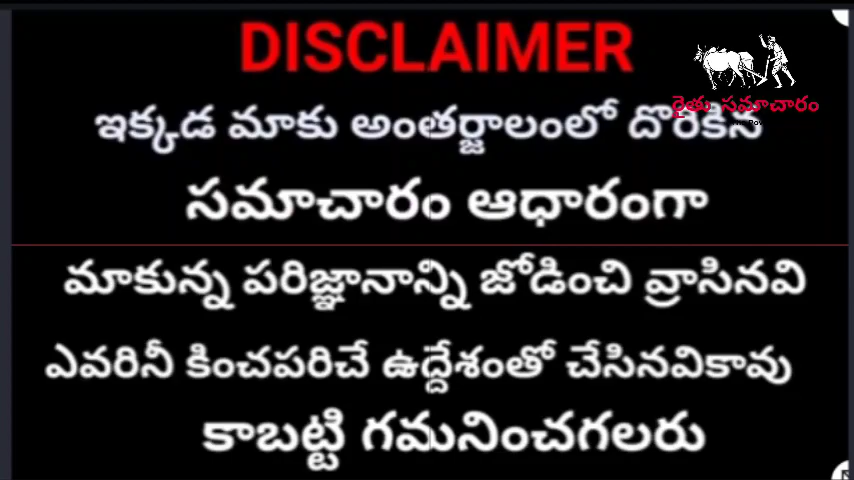 DISCLAIMER
రైతు సమాచారం
ఇక్కడ మాకు అంతర్జాలంలో దొరికిన
సమాచారం ఆధారంగా
మాకున్న పరిజ్ఞానాన్ని జోడించి వ్రాసినవి
ఎవరినీ కించపరిచే ఉద్దేశంతో చేసినవికావు
కాబట్టి గమనించగలరు